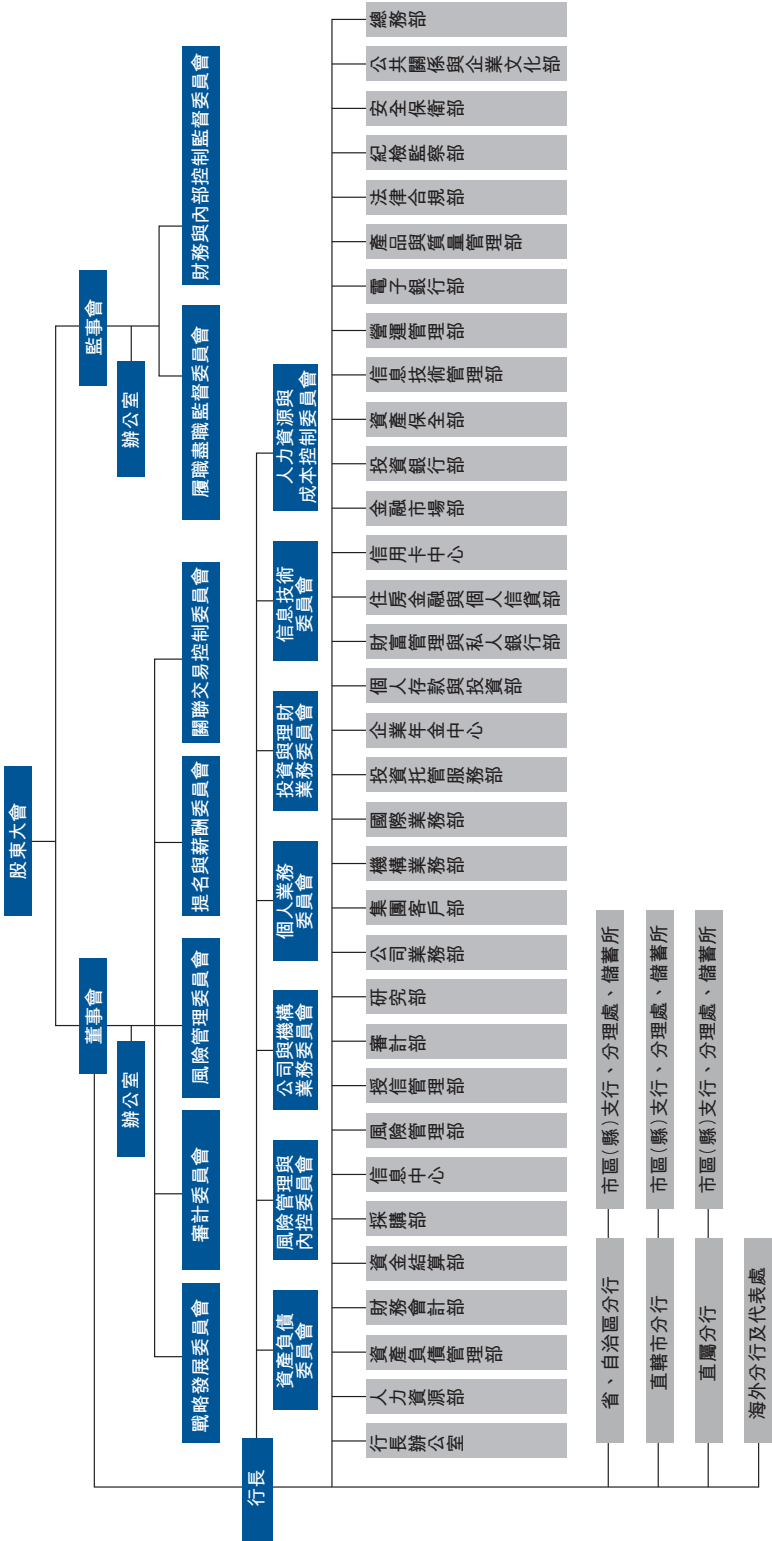 股東大會
董事會
監事會
辦公室
辦公室
戰略發展委員會
審計委員會
風險管理委員會
提名與薪酬委員會
關聯交易控制委員會
履職盡職監督委員會
財務與內部控制監督委員會
行長
資產負債
委員會
風險管理與
內控委員會
公司與機構
業務委員會
個人業務
委員會
投資與理財
業務委員會
信息技術
委員會
人力資源與
成本控制委員會
行長辦公室
人力資源部
資產負債管理部
財務會計部
資金結算部
採購部
信息中心
風險管理部
授信管理部
審計部
研究部
公司業務部
集團客戶部
機構業務部
國際業務部
投資托管服務部
企業年金中心
個人存款與投資部
財富管理與私人銀行部
住房金融與個人信貸部
信用卡中心
金融市場部
投資銀行部
資產保全部
信息技術管理部
營運管理部
電子銀行部
產品與質量管理部
法律合規部
紀檢監察部
安全保衛部
公共關係與企業文化部
總務部
省、自治區分行
市區(縣)支行、分理處、儲蓄所
直轄市分行
市區(縣)支行、分理處、儲蓄所
直屬分行
市區(縣)支行、分理處、儲蓄所
海外分行及代表處